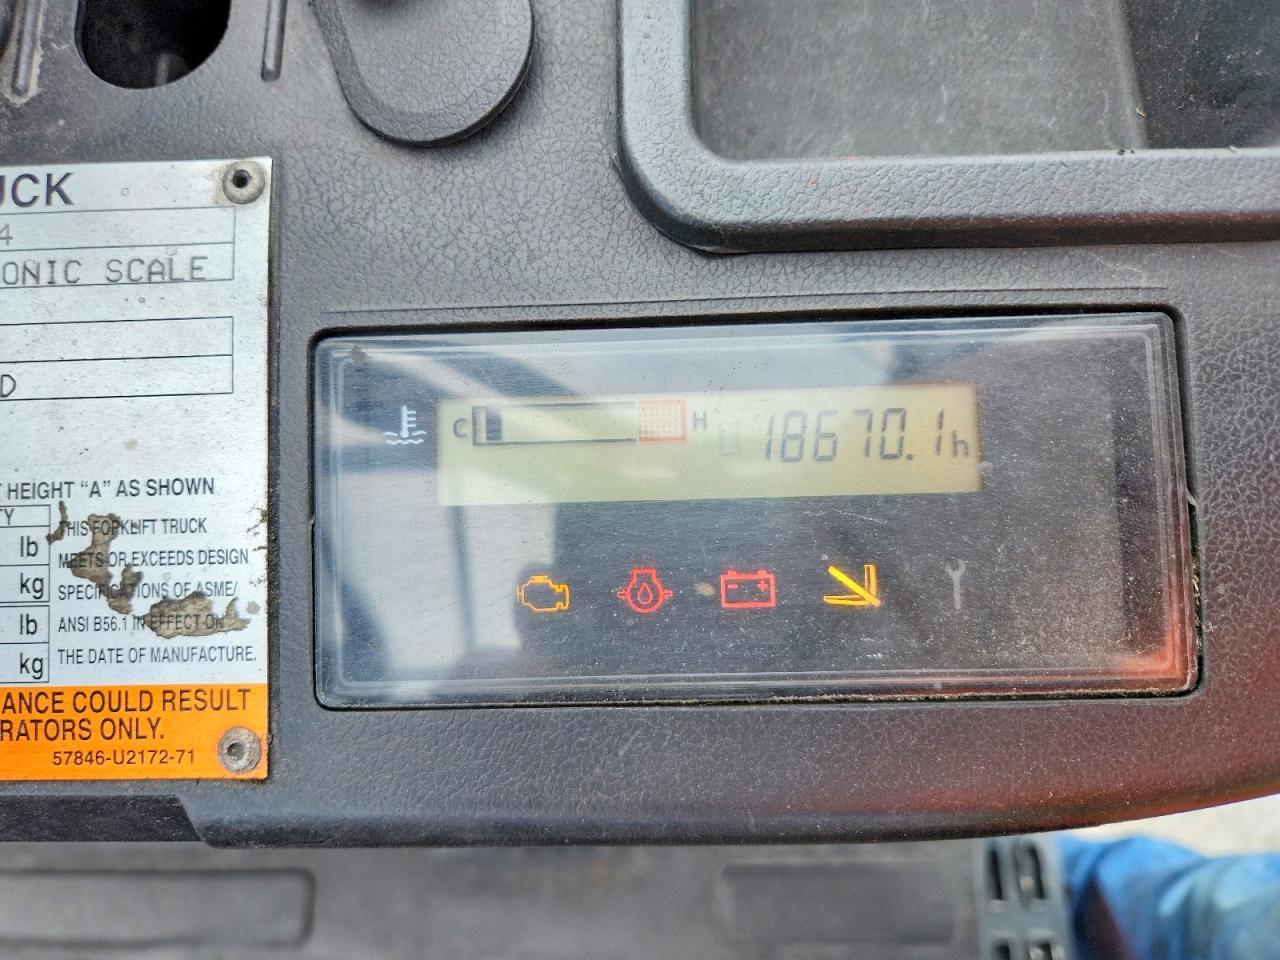 UCK
4
ONIC SCALE
D
T HEIGHT "A" AS SHOWN
TY
lb
kg
lb
kg
THIS FORKLIFT TRUCK
MEETS OR EXCEEDS DESIGN
SPECIFICATIONS OF ASME/
ANSI B56.1 IN EFFECT ON
THE DATE OF MANUFACTURE.
ANCE COULD RESULT
RATORS ONLY.
57846-U2172-71
C H 18670.1h